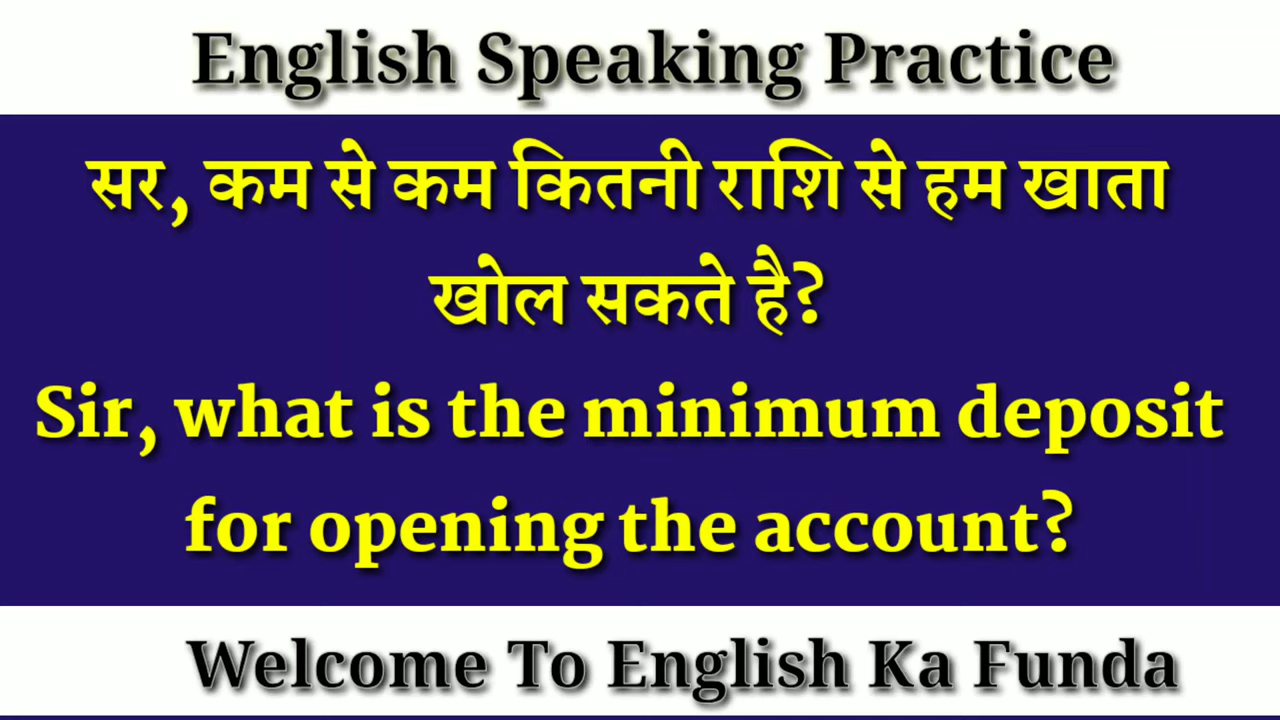 English Speaking Practice
सर, कम से कम कितनी राशि से हम खाता
खोल सकते है?
Sir, what is the minimum deposit
for opening the account?
Welcome To English Ka Funda